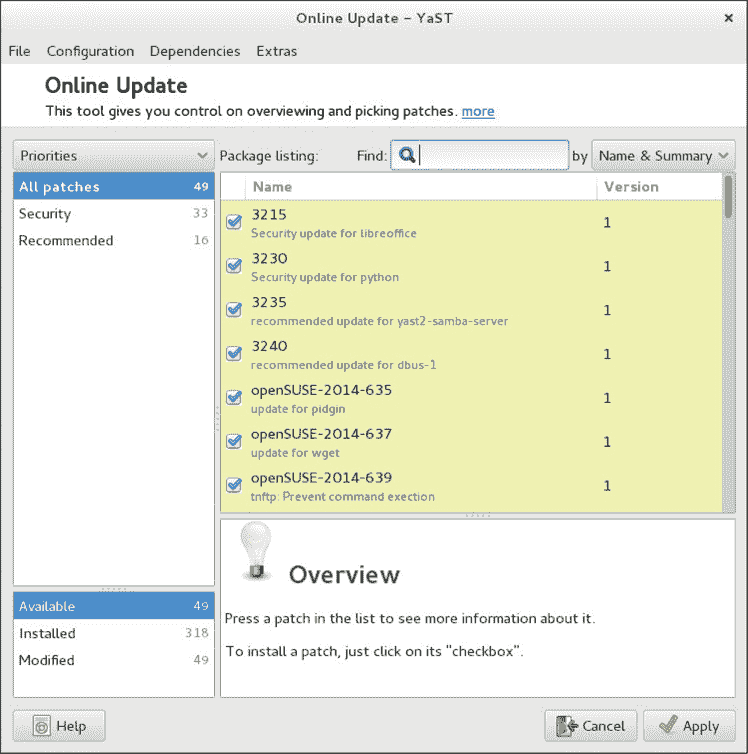 Online Update – YaST
File Configuration Dependencies Extras
Online Update
This tool gives you control on overviewing and picking patches. more
Priorities
Package listing: Find: by Name & Summary
All patches 49
Security 33
Recommended 16
Name Version
3215 1
Security update for libreoffice
3230 1
Security update for python
3235 1
recommended update for yast2-samba-server
3240 1
recommended update for dbus-1
openSUSE-2014-635 1
update for pidgin
openSUSE-2014-637 1
update for wget
openSUSE-2014-639 1
tnftp: Prevent command exection
Available 49
Installed 318
Modified 49
Overview
Press a patch in the list to see more information about it.
To install a patch, just click on its "checkbox".
Help Cancel Apply